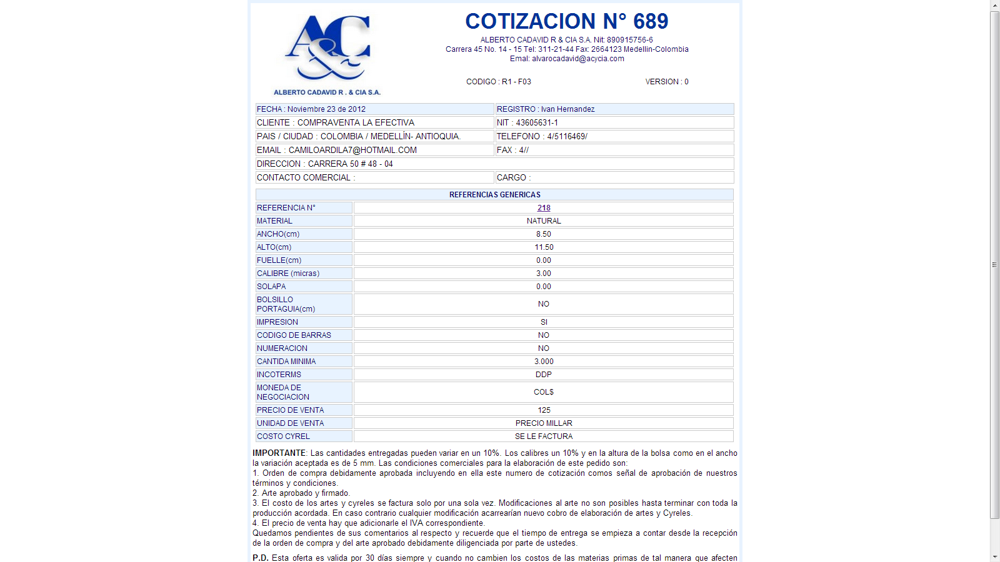 A&C
ALBERTO CADAVID R . & CIA S.A.
COTIZACION N° 689
ALBERTO CADAVID R & CIA S.A. Nit: 890915756-6
Carrera 45 No. 14 - 15 Tel: 311-21-44 Fax: 2664123 Medellin-Colombia
Emal: alvarocadavid@acycia.com
CODIGO : R1 - F03 VERSION : 0
FECHA : Noviembre 23 de 2012 REGISTRO : Ivan Hernandez
CLIENTE : COMPRAVENTA LA EFECTIVA NIT : 43605631-1
PAIS / CIUDAD : COLOMBIA / MEDELLÍN- ANTIOQUIA. TELEFONO : 4/5116469/
EMAIL : CAMILOARDILA7@HOTMAIL.COM FAX : 4//
DIRECCION : CARRERA 50 # 48 - 04
CONTACTO COMERCIAL : CARGO :
REFERENCIAS GENERICAS
REFERENCIA N° 218
MATERIAL NATURAL
ANCHO(cm) 8.50
ALTO(cm) 11.50
FUELLE(cm) 0.00
CALIBRE (micras) 3.00
SOLAPA 0.00
BOLSILLO
PORTAGUIA(cm) NO
IMPRESION SI
CODIGO DE BARRAS NO
NUMERACION NO
CANTIDA MINIMA 3.000
INCOTERMS DDP
MONEDA DE
NEGOCIACION COL$
PRECIO DE VENTA 125
UNIDAD DE VENTA PRECIO MILLAR
COSTO CYREL SE LE FACTURA
IMPORTANTE: Las cantidades entregadas pueden variar en un 10%. Los calibres un 10% y en la altura de la bolsa como en el ancho
la variación aceptada es de 5 mm. Las condiciones comerciales para la elaboración de este pedido son:
1. Orden de compra debidamente aprobada incluyendo en ella este numero de cotización comos señal de aprobación de nuestros
términos y condiciones.
2. Arte aprobado y firmado.
3. El costo de los artes y cyreles se factura solo por una sola vez. Modificaciones al arte no son posibles hasta terminar con toda la
producción acordada. En caso contrario cualquier modificación acarrearían nuevo cobro de elaboración de artes y Cyreles.
4. El precio de venta hay que adicionarle el IVA correspondiente.
Quedamos pendientes de sus comentarios al respecto y recuerde que el tiempo de entrega se empieza a contar desde la recepción
de la orden de compra y del arte aprobado debidamente diligenciada por parte de ustedes.
P.D. Esta oferta es valida por 30 días siempre y cuando no cambien los costos de las materias primas de tal manera que afecten